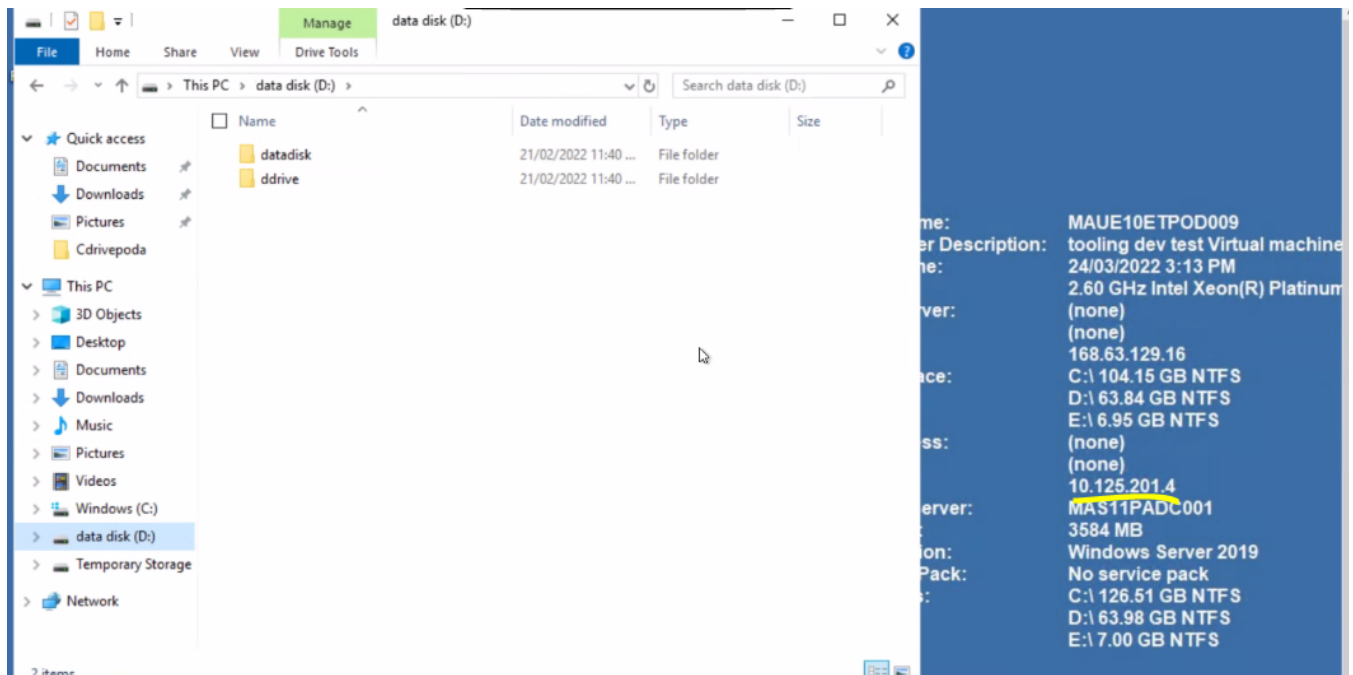 Manage data disk (D:)
File Home Share View Drive Tools
This PC > data disk (D:) >
Search data disk (D:)
Name Date modified Type Size
datadisk 21/02/2022 11:40 ... File folder
ddrive 21/02/2022 11:40 ... File folder
Quick access
Documents
Downloads
Pictures
Cdrivepoda
This PC
3D Objects
Desktop
Documents
Downloads
Music
Pictures
Videos
Windows (C:)
data disk (D:)
Temporary Storage
Network
2 items
me: MAUE10ETPOD009
er Description: tooling dev test Virtual machine
ne: 24/03/2022 3:13 PM
2.60 GHz Intel Xeon(R) Platinum
ver: (none)
(none)
168.63.129.16
ace: C:\ 104.15 GB NTFS
D:\ 63.84 GB NTFS
E:\ 6.95 GB NTFS
ss: (none)
(none)
10.125.201.4
erver: MAS11PADC001
: 3584 MB
ion: Windows Server 2019
Pack: No service pack
: C:\ 126.51 GB NTFS
D:\ 63.98 GB NTFS
E:\ 7.00 GB NTFS